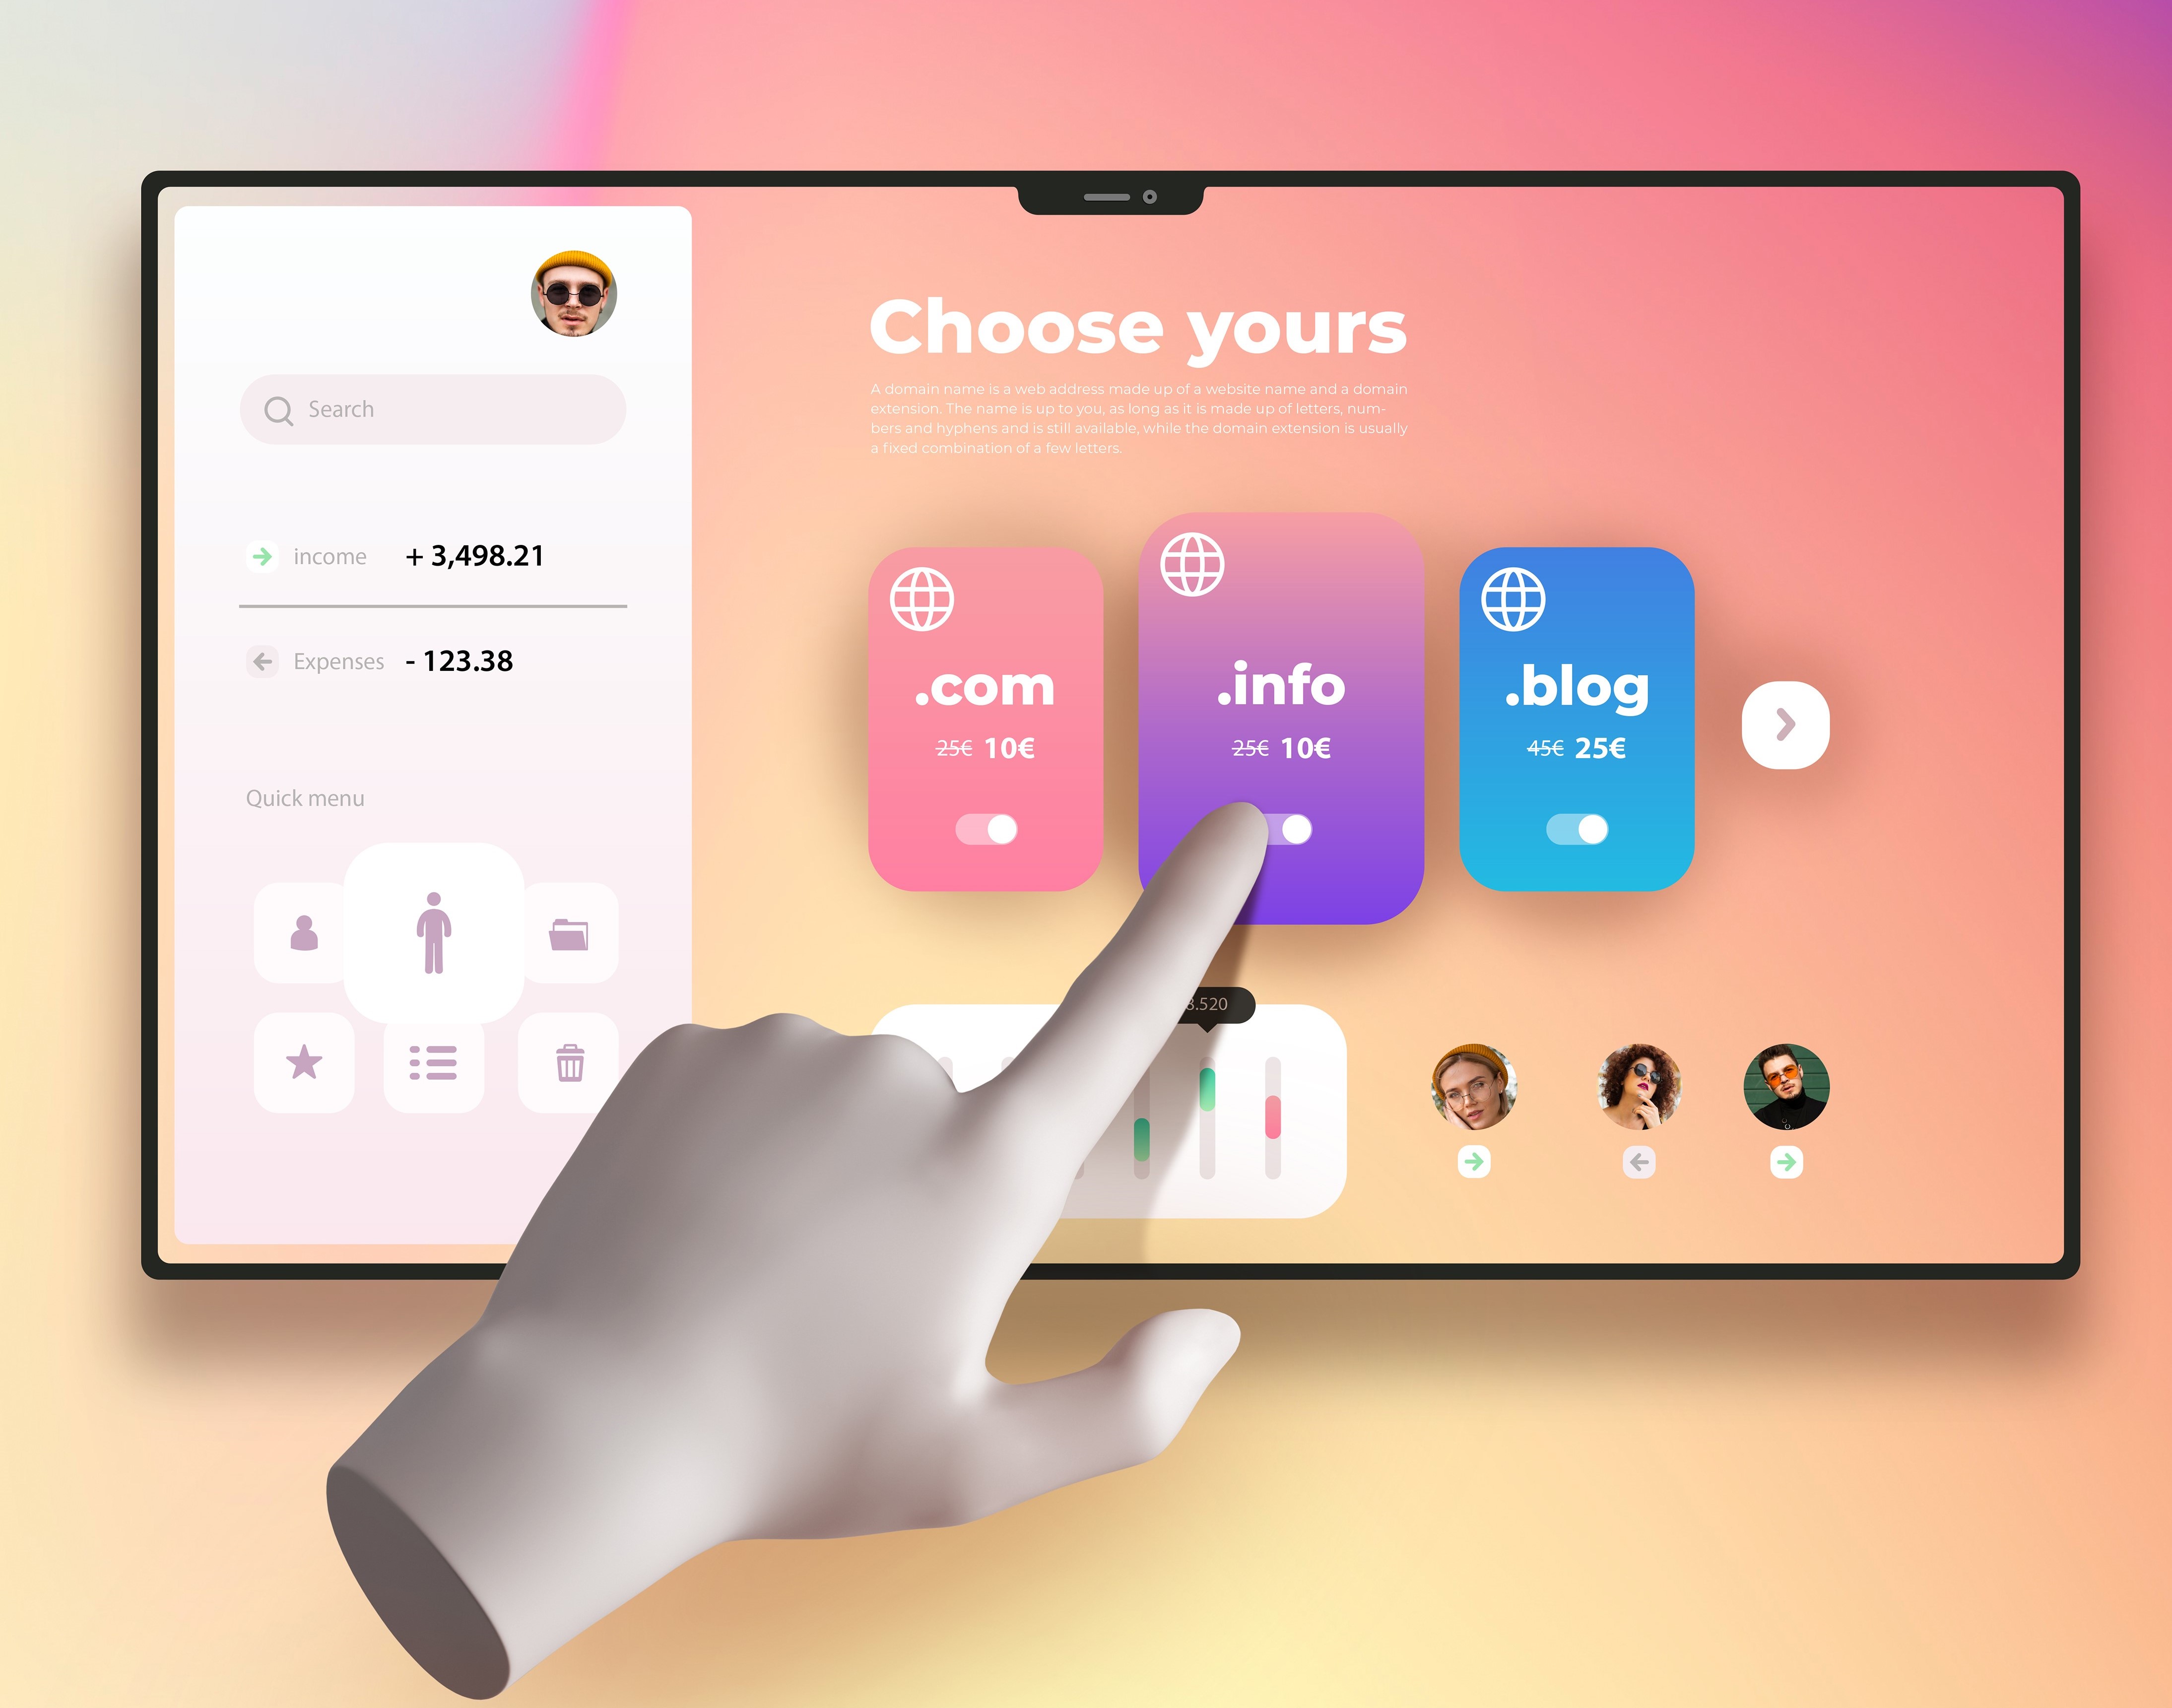 Search
income + 3,498.21
Expenses - 123.38
Quick menu
Choose yours
A domain name is a web address made up of a website name and a domain
extension. The name is up to you, as long as it is made up of letters, num-
bers and hyphens and is still available, while the domain extension is usually
a fixed combination of a few letters.
.com
25€ 10€
.info
25€ 10€
.blog
45€ 25€